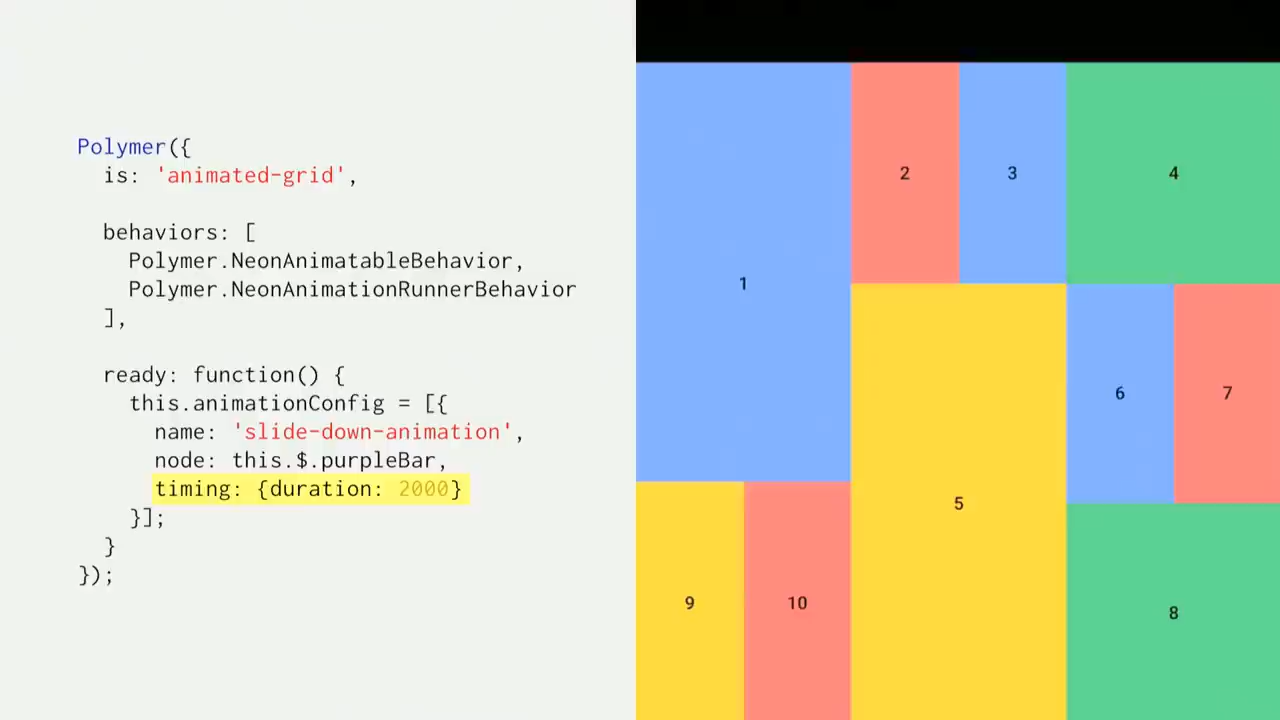 Polymer({
is: 'animated-grid',
behaviors: [
Polymer.NeonAnimatableBehavior,
Polymer.NeonAnimationRunnerBehavior
],
ready: function() {
this.animationConfig = [{
name: 'slide-down-animation',
node: this.$.purpleBar,
timing: {duration: 2000}
}];
}
});
1
2
3
4
5
6
7
8
9
10